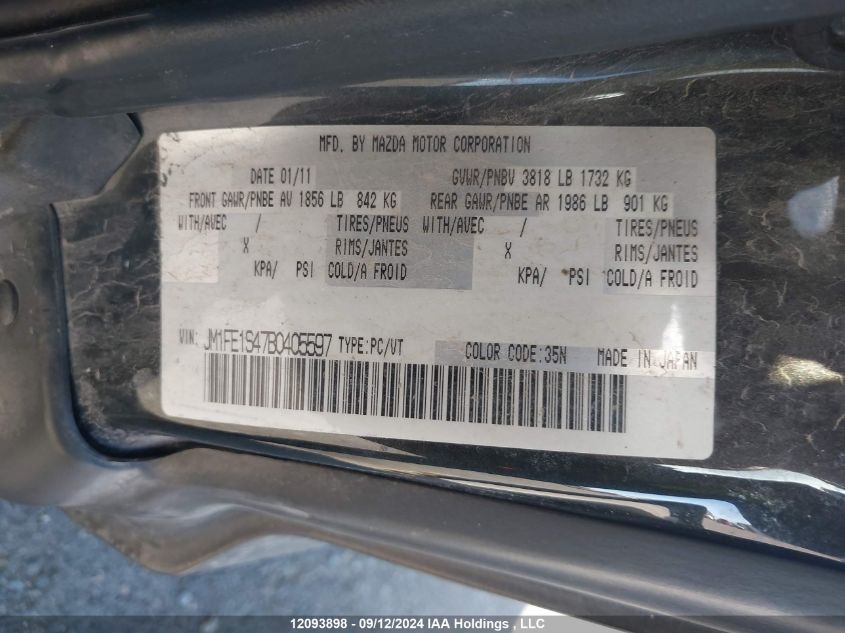 MFD. BY MAZDA MOTOR CORPORATION
DATE 01/11 GVWR/PNBV 3818 LB 1732 KG
FRONT GAWR/PNBE AV 1856 LB 842 KG REAR GAWR/PNBE AR 1986 LB 901 KG
WITH/AVEC / TIRES/PNEUS WITH/AVEC / TIRES/PNEUS
X RIMS/JANTES X RIMS/JANTES
KPA/ PSI COLD/A FROID KPA/ PSI COLD/A FROID
VIN: JM1FE1S47B0405597 TYPE:PC/VT COLOR CODE:35N MADE IN JAPAN
12093898 - 09/12/2024 IAA Holdings , LLC